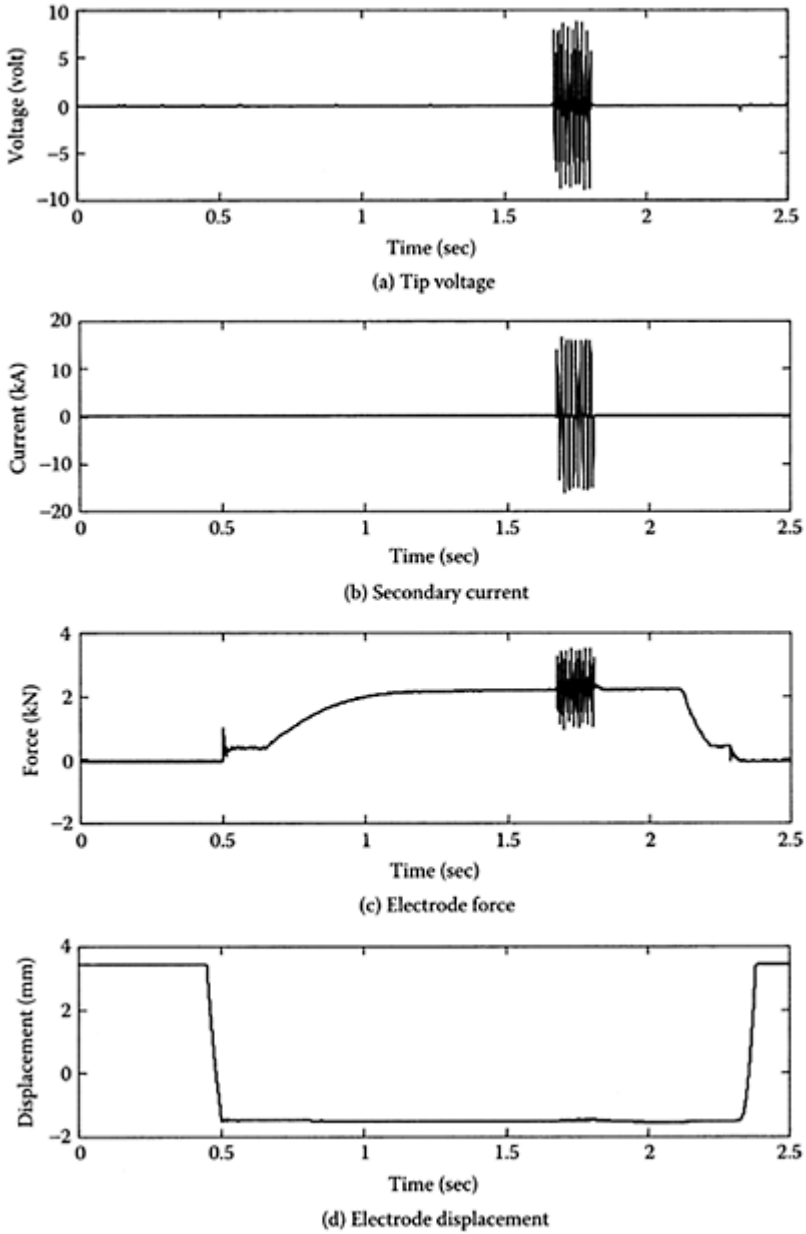 10
5
0
−5
−10
Voltage (volt)
0 0.5 1 1.5 2 2.5
Time (sec)
(a) Tip voltage
20
10
0
−10
−20
Current (kA)
0 0.5 1 1.5 2 2.5
Time (sec)
(b) Secondary current
4
2
0
−2
Force (kN)
0 0.5 1 1.5 2 2.5
Time (sec)
(c) Electrode force
4
2
0
−2
Displacement (mm)
0 0.5 1 1.5 2 2.5
Time (sec)
(d) Electrode displacement